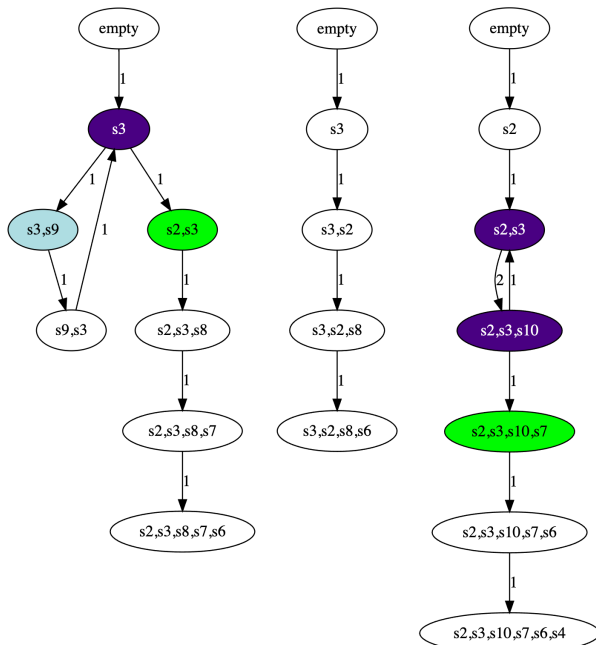 empty
empty
empty
1
1
1
s3
s3
s2
1
1
1
1
s3,s9
s2,s3
s3,s2
s2,s3
1
1
1
1
2
1
s9,s3
s2,s3,s8
s3,s2,s8
s2,s3,s10
1
1
1
s2,s3,s8,s7
s3,s2,s8,s6
s2,s3,s10,s7
1
1
s2,s3,s8,s7,s6
s2,s3,s10,s7,s6
1
s2,s3,s10,s7,s6,s4